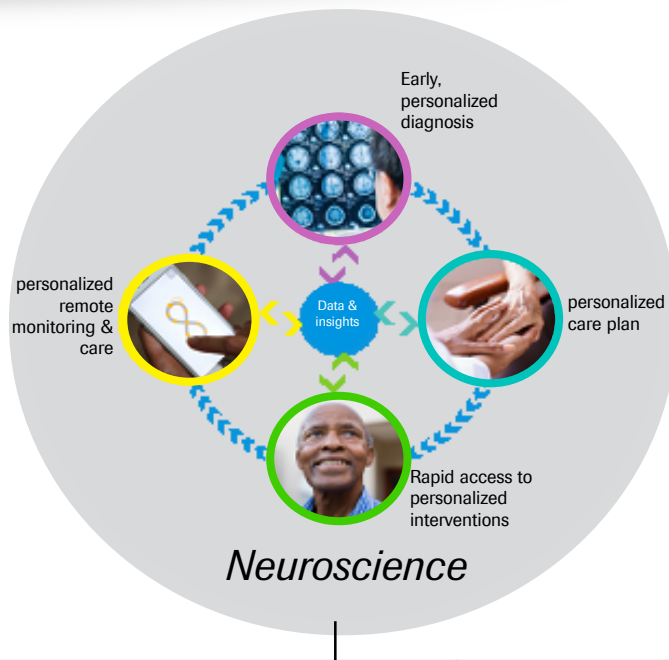 Early,
personalized
diagnosis
personalized
remote
monitoring &
care
Data &
insights
personalized
care plan
Rapid access to
personalized
interventions
Neuroscience